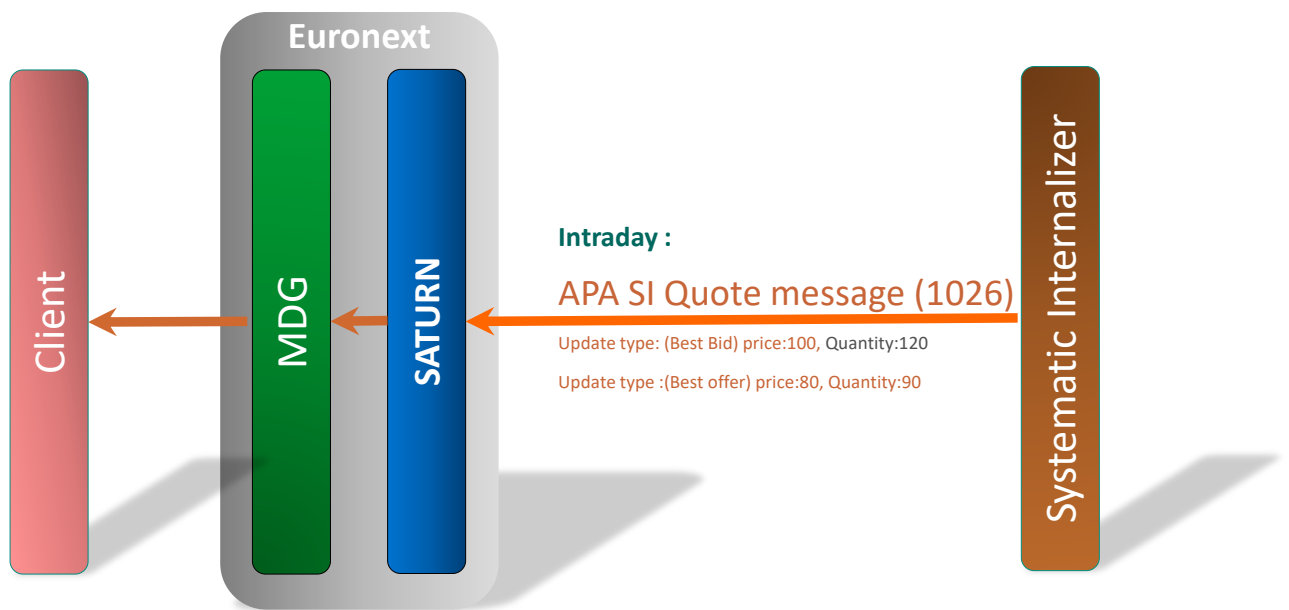 Euronext
Client
MDG
SATURN
Intraday :
APA SI Quote message (1026)
Update type: (Best Bid) price:100, Quantity:120
Update type :(Best offer) price:80, Quantity:90
Systematic Internalizer